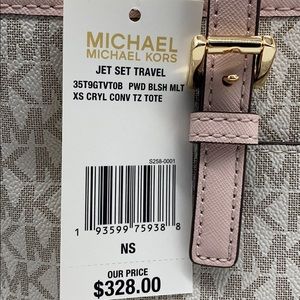 MICHAEL
MICHAEL KORS
JET SET TRAVEL
35T9GTVT0B PWD BLSH MLT
XS CRYL CONV TZ TOTE
S258-0001
1 93599 75938 8
NS
OUR PRICE
$328.00